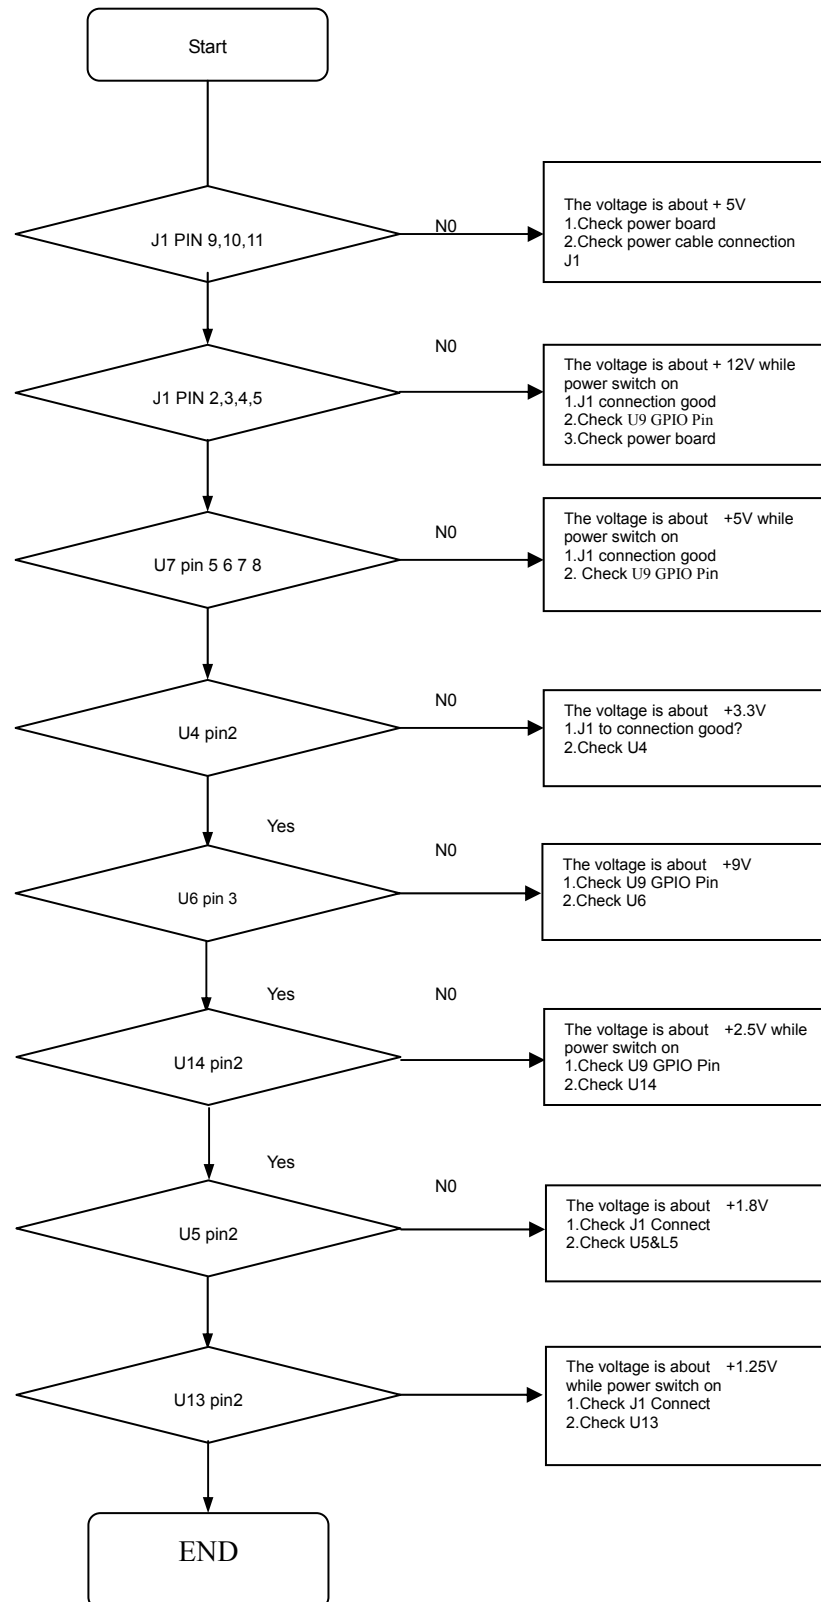 Start
J1 PIN 9,10,11
N0
The voltage is about + 5V
1.Check power board
2.Check power cable connection
J1
J1 PIN 2,3,4,5
N0
The voltage is about + 12V while
power switch on
1.J1 connection good
2.Check U9 GPIO Pin
3.Check power board
U7 pin 5 6 7 8
N0
The voltage is about +5V while
power switch on
1.J1 connection good
2. Check U9 GPIO Pin
U4 pin2
N0
The voltage is about +3.3V
1.J1 to connection good?
2.Check U4
Yes
U6 pin 3
N0
The voltage is about +9V
1.Check U9 GPIO Pin
2.Check U6
Yes
U14 pin2
N0
The voltage is about +2.5V while
power switch on
1.Check U9 GPIO Pin
2.Check U14
Yes
U5 pin2
N0
The voltage is about +1.8V
1.Check J1 Connect
2.Check U5&L5
U13 pin2
The voltage is about +1.25V
while power switch on
1.Check J1 Connect
2.Check U13
END